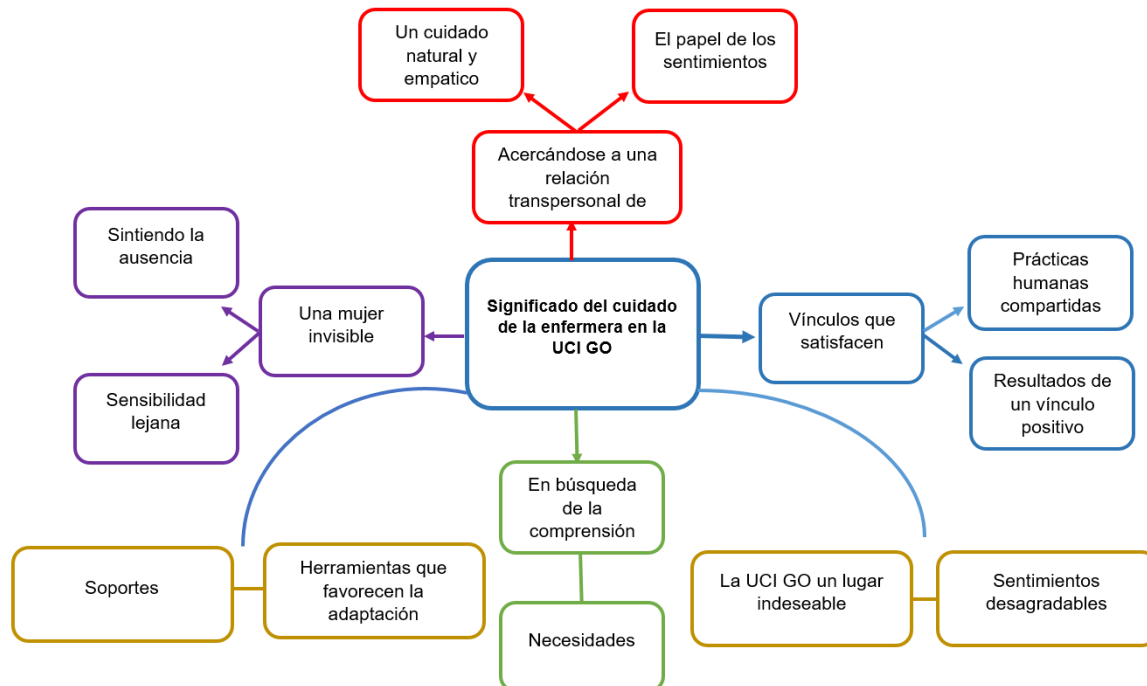 Un cuidado
natural y
empatico
El papel de los
sentimientos
Acercándose a una
relación
transpersonal de
Sintiendo la
ausencia
Una mujer
invisible
Sensibilidad
lejana
Significado del cuidado
de la enfermera en la
UCI GO
Vínculos que
satisfacen
Prácticas
humanas
compartidas
Resultados de
un vínculo
positivo
En búsqueda
de la
comprensión
Necesidades
Soportes
Herramientas que
favorecen la
adaptación
La UCI GO un lugar
indeseable
Sentimientos
desagradables